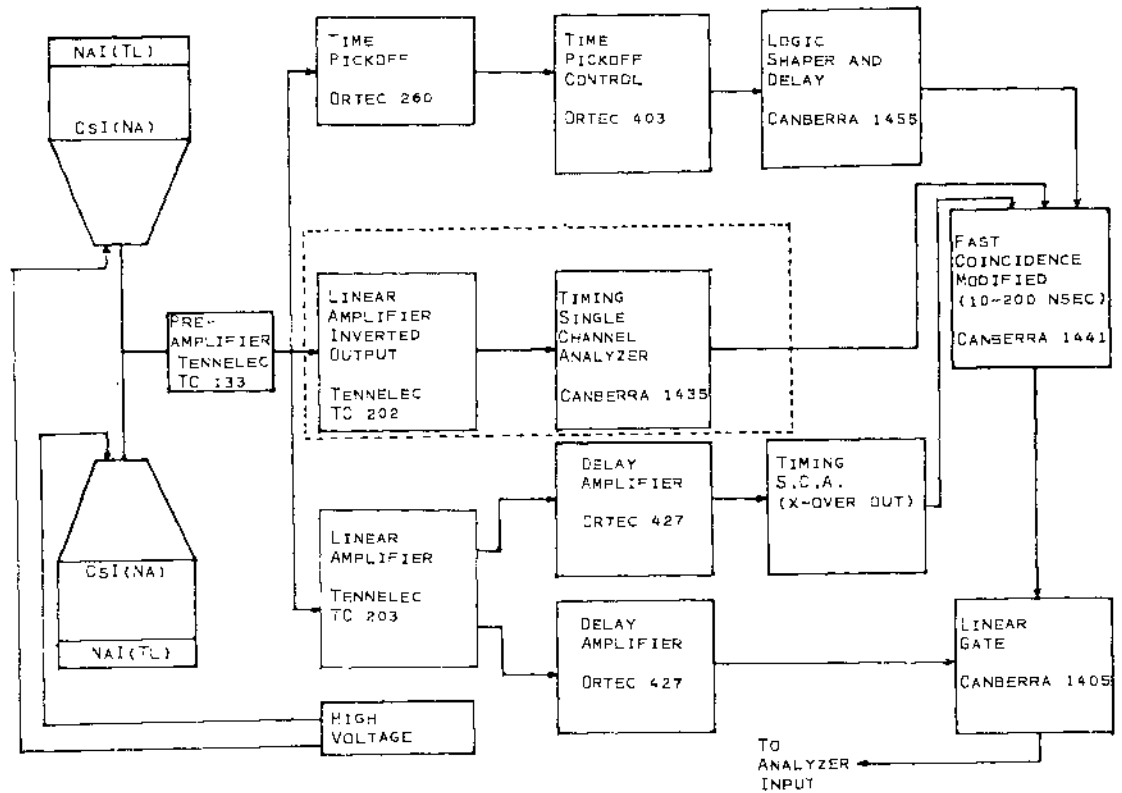 NAI(TL)
CSI(NA)
TIME
PICKOFF
ORTEC 260
TIME
PICKOFF
CONTROL
ORTEC 403
LOGIC
SHAPER AND
DELAY
CANBERRA 1455
FAST
COINCIDENCE
MODIFIED
(10-200 NSEC)
CANBERRA 1441
PRE-
AMPLIFIER
TENNELEC
TC 133
LINEAR
AMPLIFIER
INVERTED
OUTPUT
TENNELEC
TC 202
TIMING
SINGLE
CHANNEL
ANALYZER
CANBERRA 1435
CSI(NA)
NAI(TL)
LINEAR
AMPLIFIER
TENNELEC
TC 203
DELAY
AMPLIFIER
ORTEC 427
TIMING
S.C.A.
(X-OVER OUT)
DELAY
AMPLIFIER
ORTEC 427
LINEAR
GATE
CANBERRA 1405
HIGH
VOLTAGE
TO
ANALYZER
INPUT